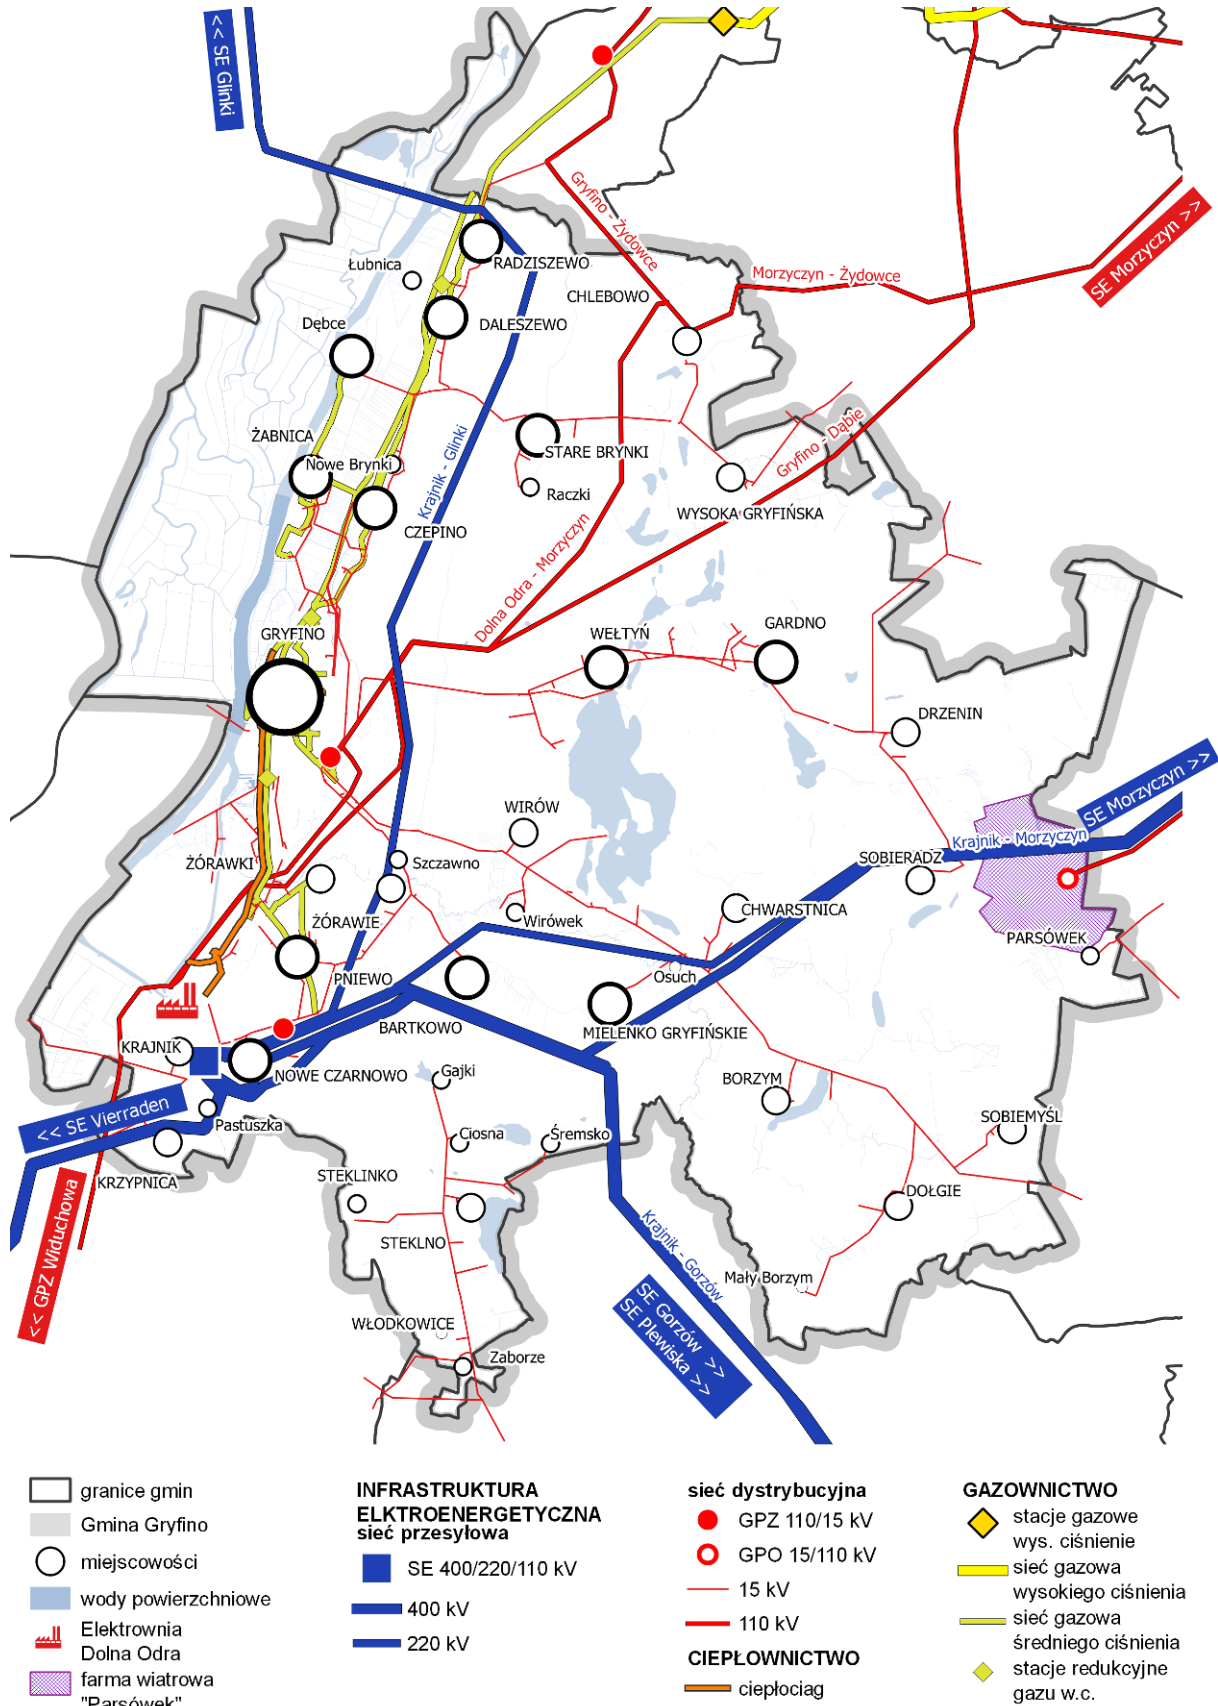 << SE Glinki
Gryfino - Żydowce
SE Morzyczyn >>
RADZISZEWO
Łubnica
Morzyczyn - Żydowce
CHLEBOWO
Dębce
DALESZEWO
ŻABNICA
Krajnik - Glinki
Gryfino - Dąbie
STARE BRYNKI
Nowe Brynki
Raczki
WYSOKA GRYFIŃSKA
CZEPINO
Dolna Odra - Morzyczyn
GRYFINO
WEŁTYŃ
GARDNO
DRZENIN
SE Morzyczyn >>
WIRÓW
Krajnik - Morzyczyn
ŻÓRAWKI
Szczawno
SOBIERADZ
ŻÓRAWIE
Wirówek
CHWARSTNICA
PARSÓWEK
PNIEWO
Osuch
BARTKOWO
MIELENKO GRYFIŃSKIE
KRAJNIK
NOWE CZARNOWO
Gajki
BORZYM
<< SE Vierraden
Pastuszka
Ciosna
Śremsko
SOBIEMYŚL
KRZYPNICA
STEKLINKO
DOŁGIE
<< GPZ Widuchowa
STEKLNO
Krajnik - Gorzów
Mały Borzym
SE Gorzów >>
SE Plewiska >>
WŁODKOWICE
Zaborze
granice gmin
Gmina Gryfino
miejscowości
wody powierzchniowe
Elektrownia
Dolna Odra
farma wiatrowa
"Parsówek"
INFRASTRUKTURA
ELKTROENERGETYCZNA
sieć przesyłowa
SE 400/220/110 kV
400 kV
220 kV
sieć dystrybucyjna
GPZ 110/15 kV
GPO 15/110 kV
15 kV
110 kV
CIEPŁOWNICTWO
ciepłociąg
GAZOWNICTWO
stacje gazowe
wys. ciśnienie
sieć gazowa
wysokiego ciśnienia
sieć gazowa
średniego ciśnienia
stacje redukcyjne
gazu w.c.